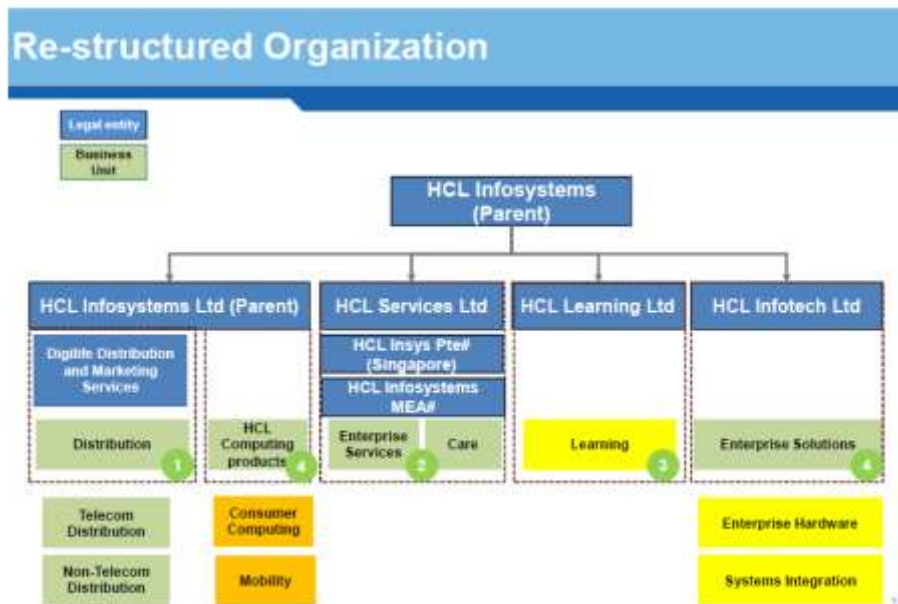 Re-structured Organization
Legal entity
Business
Unit
HCL Infosystems
(Parent)
HCL Infosystems Ltd (Parent)
HCL Services Ltd
HCL Learning Ltd
HCL Infotech Ltd
Digilife Distribution
and Marketing
Services
HCL Insys Pte#
(Singapore)
HCL Infosystems
MEA#
Distribution
1
HCL
Computing
products
4
Enterprise
Services
Care
2
Learning
3
Enterprise Solutions
4
Telecom
Distribution
Consumer
Computing
Enterprise Hardware
Non-Telecom
Distribution
Mobility
Systems Integration